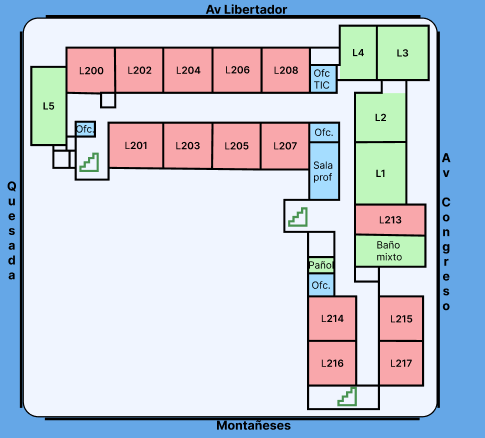 Av Libertador
L4
L3
L200
L202
L204
L206
L208
Ofc
TIC
L5
L2
Ofc.
L201
L203
L205
L207
Ofc.
Sala
prof
L1
Quesada
Av Congreso
L213
Baño
mixto
Pañol
Ofc.
L214
L215
L216
L217
Montañeses